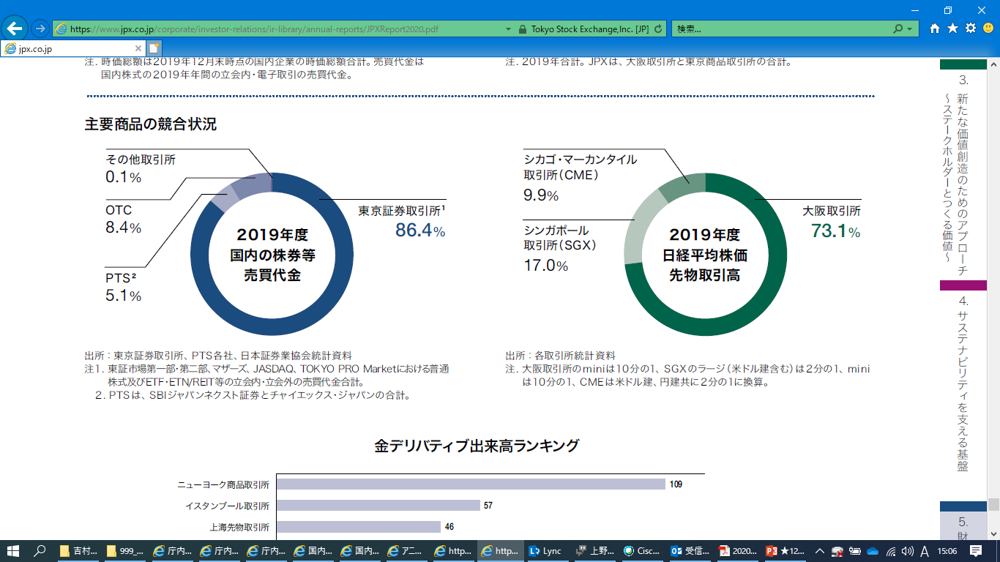 https://www.jpx.co.jp/corporate/investor-relations/ir-library/annual-reports/JPXReport2020.pdf
Tokyo Stock Exchange,Inc. [JP]
検索...
jpx.co.jp
注. 時価総額は2019年12月末時点の国内企業の時価総額合計。売買代金は
国内株式の2019年年間の立会内・電子取引の売買代金。
注. 2019年合計。JPXは、大阪取引所と東京商品取引所の合計。
主要商品の競合状況
その他取引所
0.1%
OTC
8.4%
PTS²
5.1%
東京証券取引所¹
86.4%
2019年度
国内の株券等
売買代金
シカゴ・マーカンタイル
取引所（CME）
9.9%
シンガポール
取引所（SGX）
17.0%
大阪取引所
73.1%
2019年度
日経平均株価
先物取引高
出所：東京証券取引所、PTS各社、日本証券業協会統計資料
注1. 東証市場第一部・第二部、マザーズ、JASDAQ、TOKYO PRO Marketにおける普通
株式及びETF・ETN/REIT等の立会内・立会外の売買代金合計。
2. PTSは、SBIジャパンネクスト証券とチャイエックス・ジャパンの合計。
出所：各取引所統計資料
注. 大阪取引所のminiは10分の1、SGXのラージ（米ドル建含む）は2分の1、mini
は10分の1、CMEは米ドル建、円建共に2分の1に換算。
金デリバティブ出来高ランキング
ニューヨーク商品取引所
109
イスタンブール取引所
57
上海先物取引所
46
3.
新たな価値創造のためのアプローチ
～ステークホルダーとつくる価値～
4.
サステナビリティを支える基盤
5.
財
吉村...
999_...
庁内...
庁内...
庁内...
国内...
国内...
アニ...
http...
http...
Lync
上野...
Cisc...
受信...
2020...
★12...
A
15:06